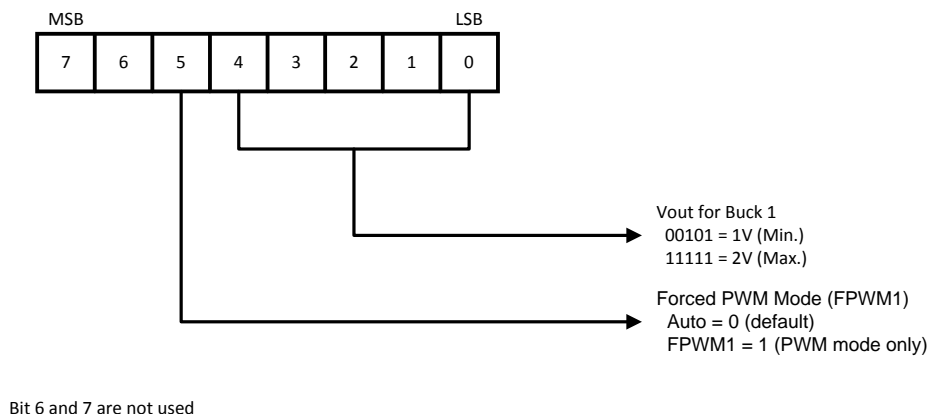 MSB LSB
7 6 5 4 3 2 1 0
Vout for Buck 1
00101 = 1V (Min.)
11111 = 2V (Max.)
Forced PWM Mode (FPWM1)
Auto = 0 (default)
FPWM1 = 1 (PWM mode only)
Bit 6 and 7 are not used